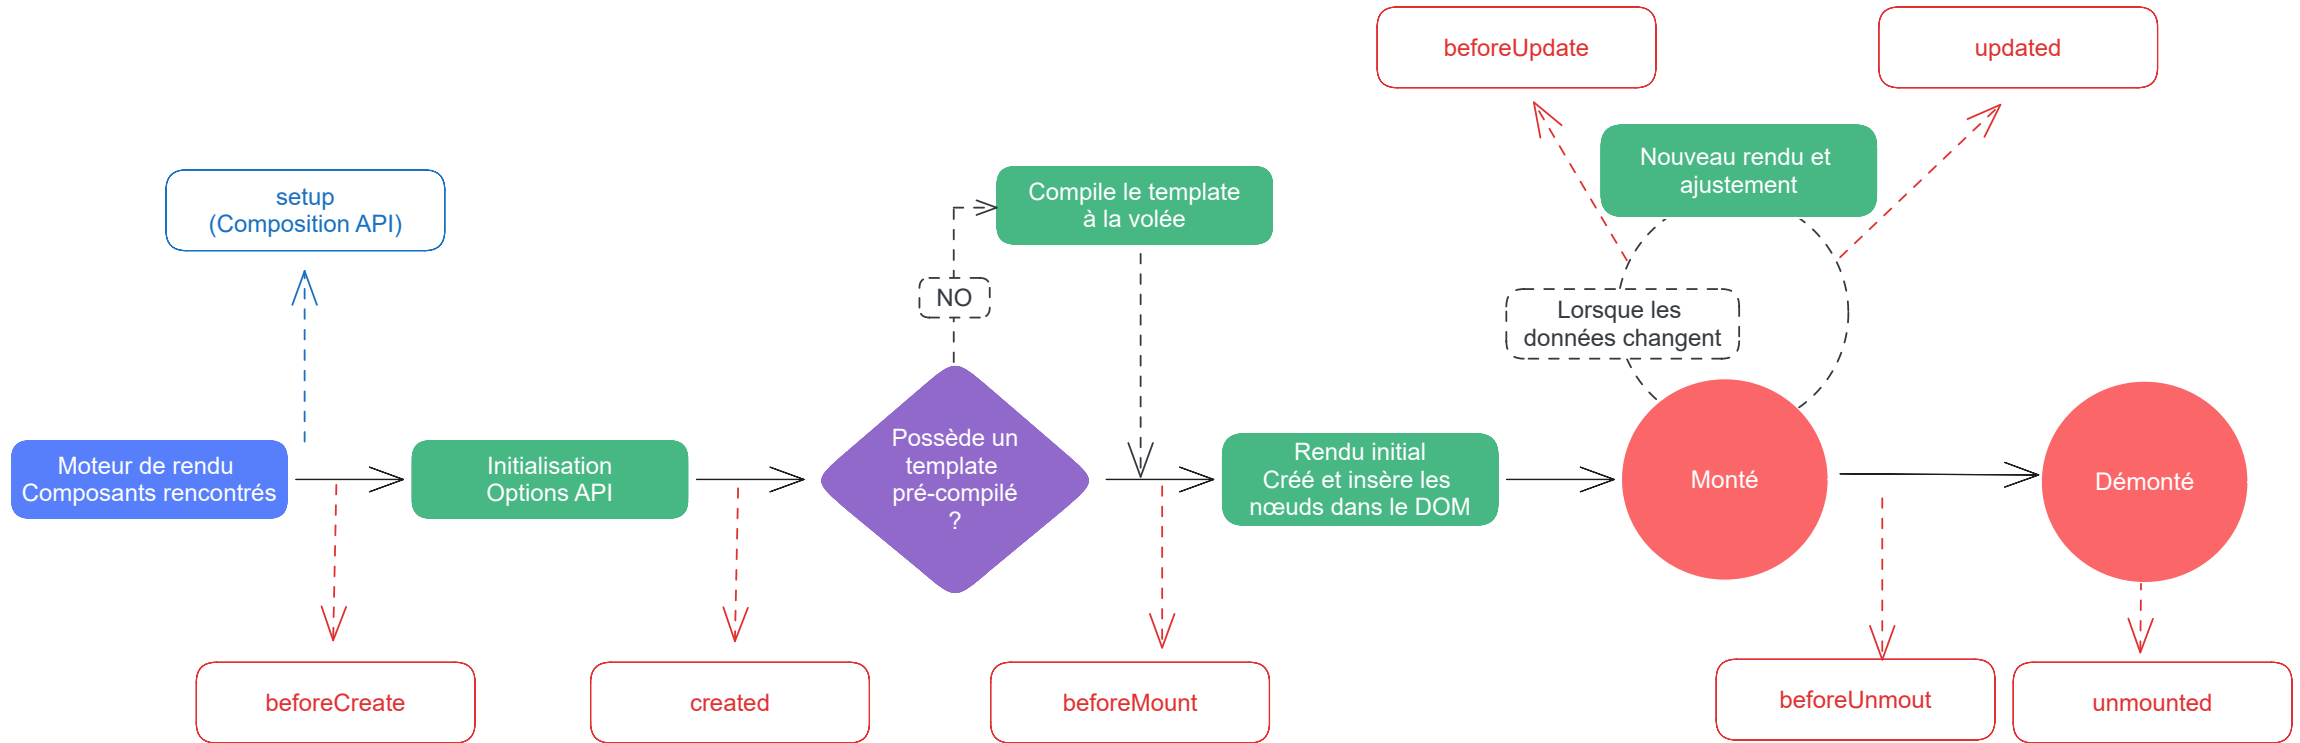 beforeUpdate
updated
Nouveau rendu et
ajustement
setup
(Composition API)
Compile le template
à la volée
NO
Lorsque les
données changent
Moteur de rendu
Composants rencontrés
Initialisation
Options API
Possède un
template
pré-compilé
?
Rendu initial
Créé et insère les
nœuds dans le DOM
Monté
Démonté
beforeCreate
created
beforeMount
beforeUnmout
unmounted